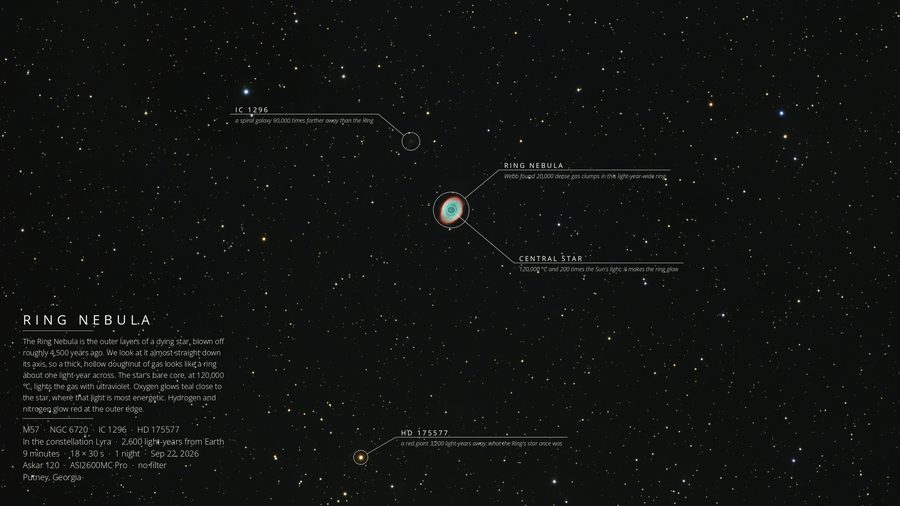 IC 1296
a spiral galaxy 90,000 times farther away than the Ring
RING NEBULA
Webb found 20,000 dense gas clumps in this light-year-wide ring
CENTRAL STAR
120,000 °C and 200 times the Sun's light; it makes the ring glow
RING NEBULA
The Ring Nebula is the outer layers of a dying star, blown off
roughly 4,500 years ago. We look at it almost straight down
its axis, so a thick, hollow doughnut of gas looks like a ring
about one light-year across. The star's bare core, at 120,000
°C, lights the gas with ultraviolet. Oxygen glows teal close to
the star, where that light is most energetic. Hydrogen and
nitrogen glow red at the outer edge.
M57 · NGC 6720 · IC 1296 · HD 175577
In the constellation Lyra · 2,600 light-years from Earth
9 minutes · 18 × 30 s · 1 night · Sep 22, 2026
Askar 120 · ASI2600MC Pro · no filter
Putney, Georgia
HD 175577
a red giant 3,200 light-years away: what the Ring's star once was